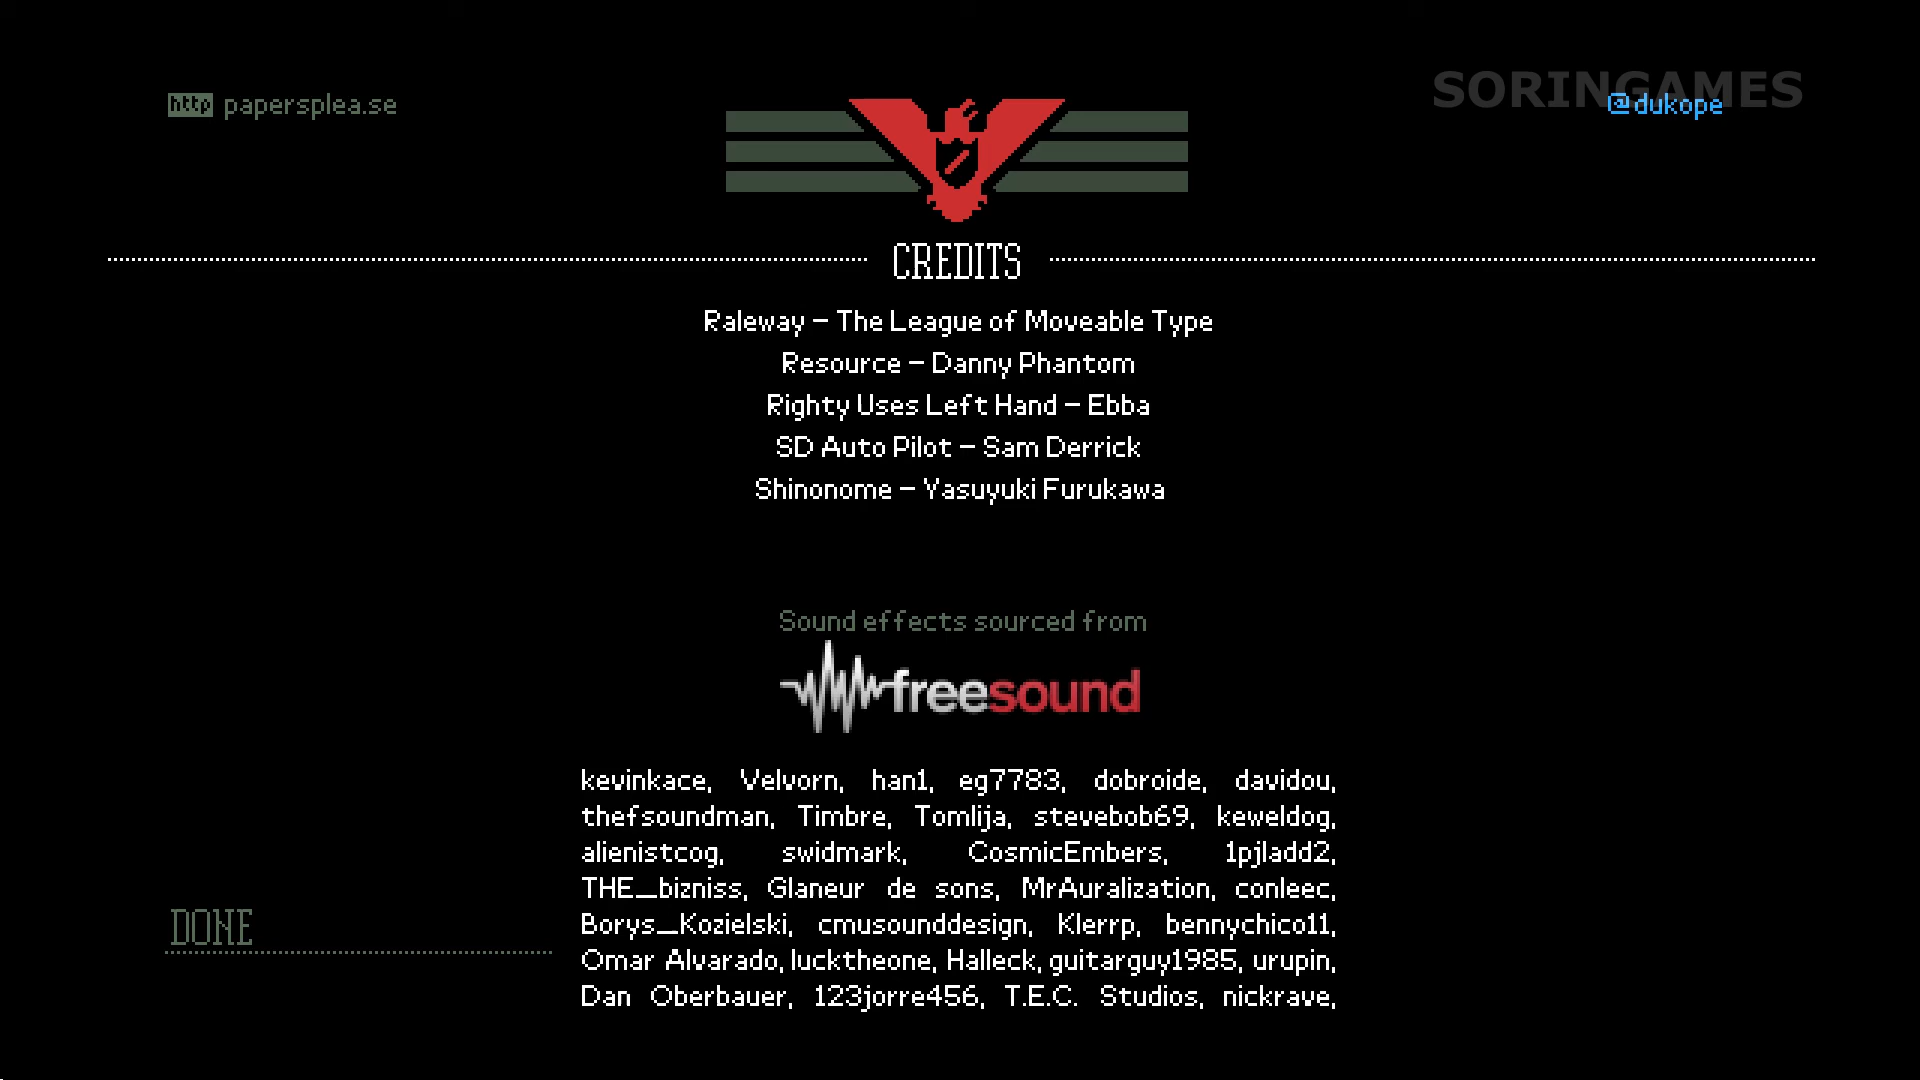 SORINGAMES
http papersplea.se
@dukope
CREDITS
Raleway – The League of Moveable Type
Resource – Danny Phantom
Righty Uses Left Hand – Ebba
SD Auto Pilot – Sam Derrick
Shinonome – Yasuyuki Furukawa
Sound effects sourced from
freesound
kevinkace, Velvorn, han1, eg7783, dobroide, davidou,
thefsoundman, Timbre, Tomlija, stevebob69, keweldog,
alienistcog, swidmark, CosmicEmbers, 1pjladd2,
THE_bizniss, Glaneur de sons, MrAuralization, conleec,
Borys_Kozielski, cmusounddesign, Klerrp, bennychico11,
Omar Alvarado, lucktheone, Halleck, guitarguy1985, urupin,
Dan Oberbauer, 123jorre456, T.E.C. Studios, nickrave,
DONE